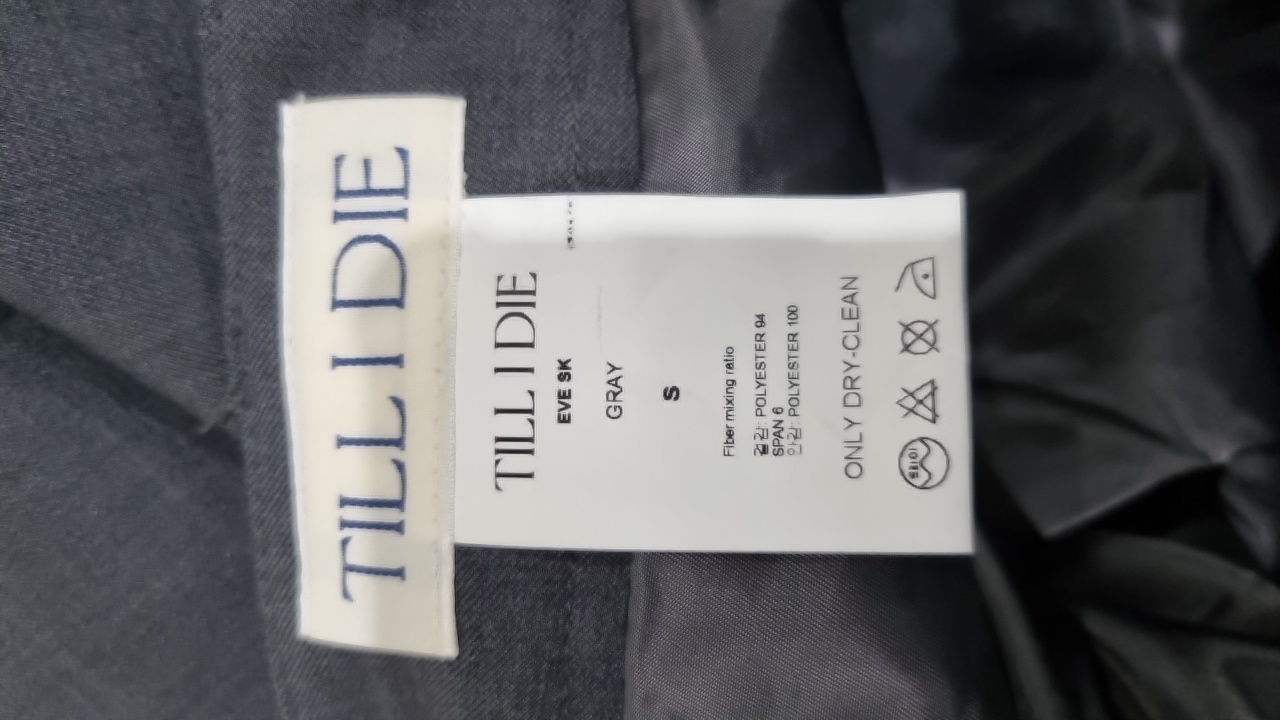 TILL I DIE
TILL I DIE
EVE SK
GRAY
S
Fiber mixing ratio
겉감: POLYESTER 94
SPAN 6
안감: POLYESTER 100
ONLY DRY-CLEAN